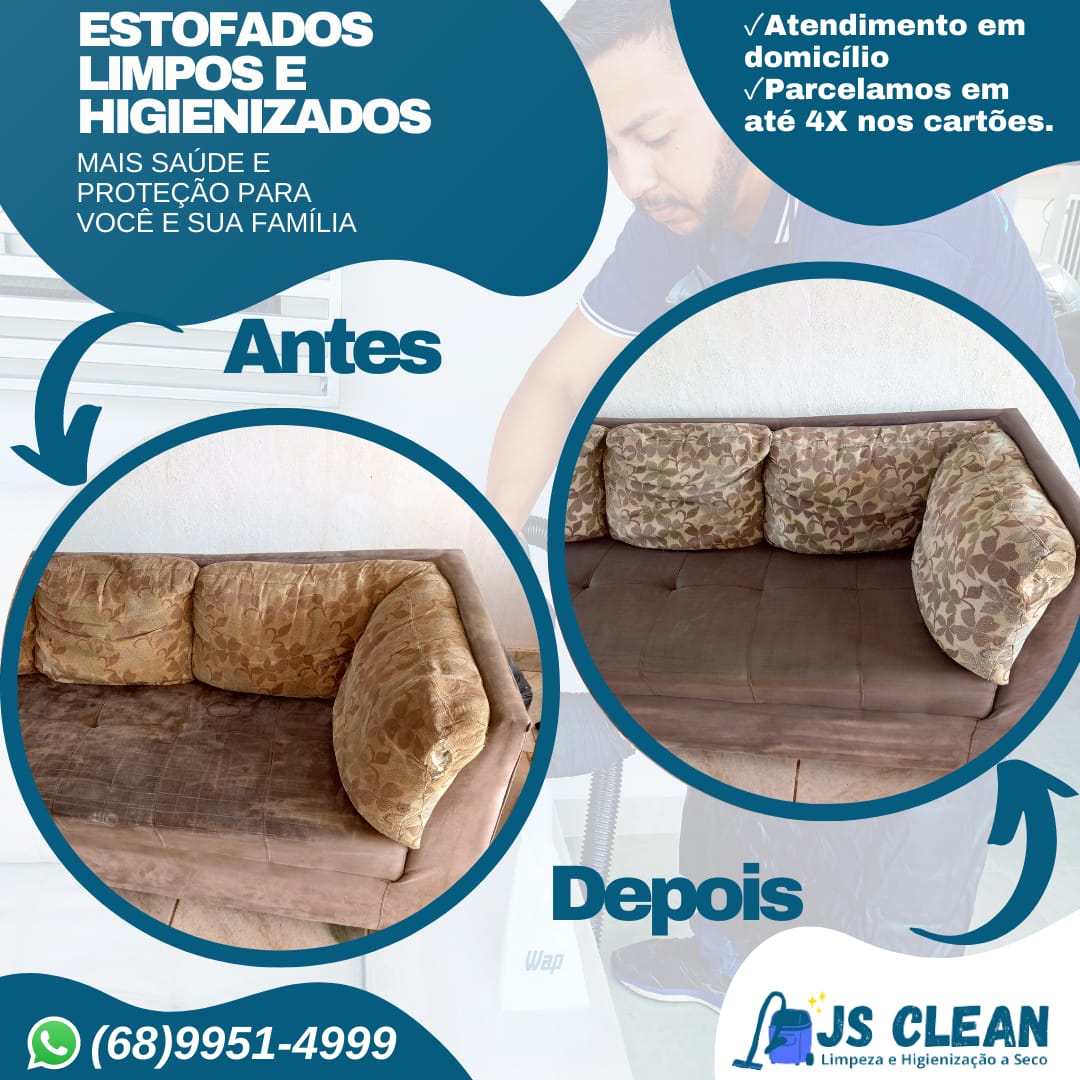 ESTOFADOS
LIMPOS E
HIGIENIZADOS
MAIS SAÚDE E
PROTEÇÃO PARA
VOCÊ E SUA FAMÍLIA
✓Atendimento em
domicílio
✓Parcelamos em
até 4X nos cartões.
Antes
Depois
Wap
(68)9951-4999
JS CLEAN
Limpeza e Higienização a Seco